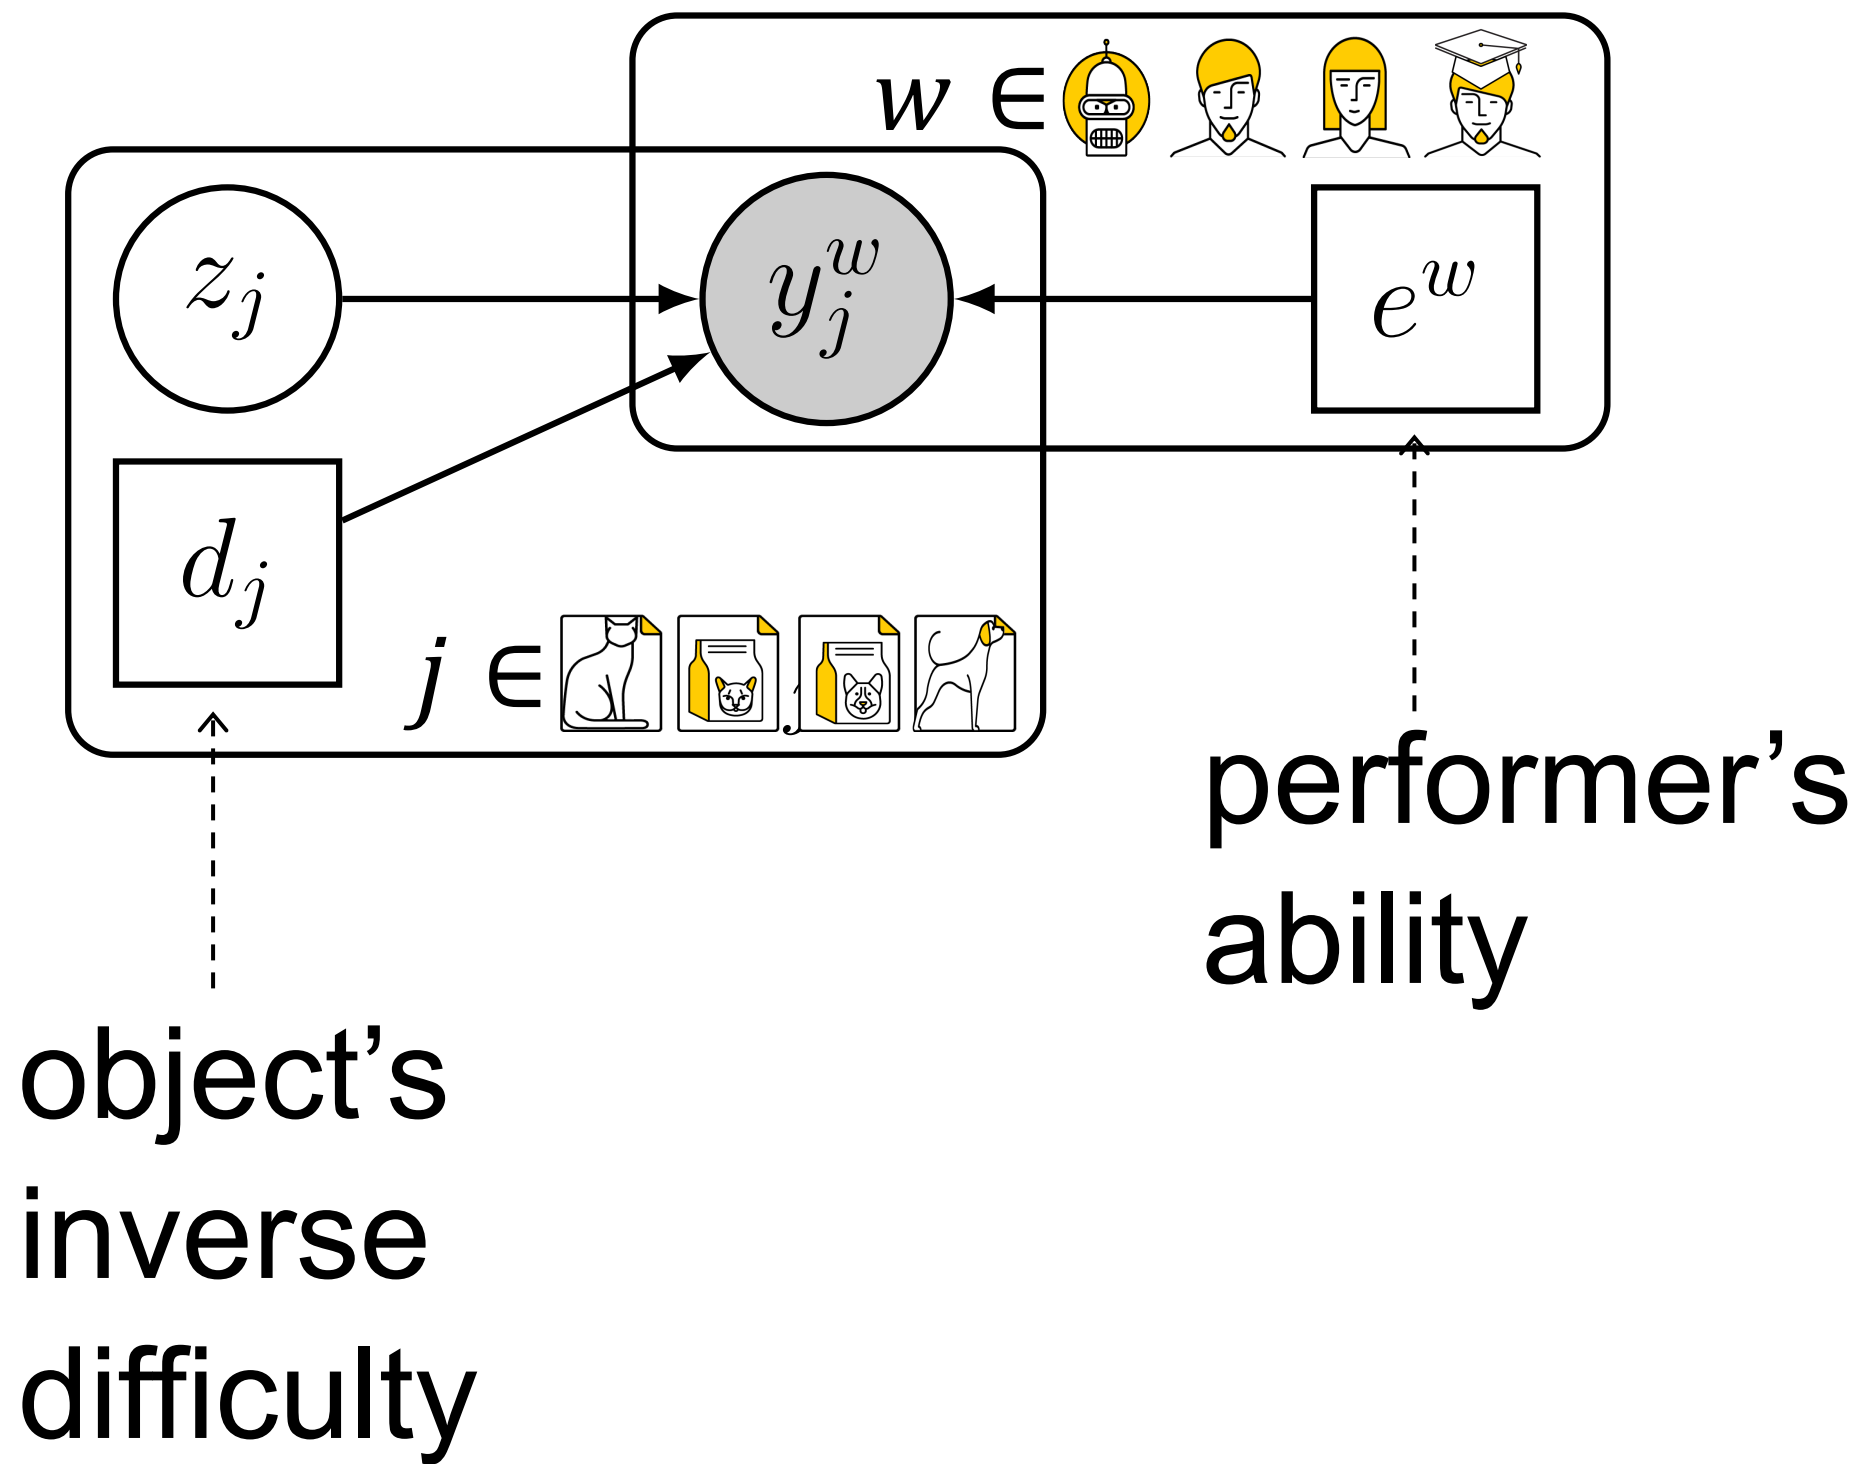 w ∈
z_j
y_j^w
e^w
d_j
j ∈
performer’s
ability
object’s
inverse
difficulty